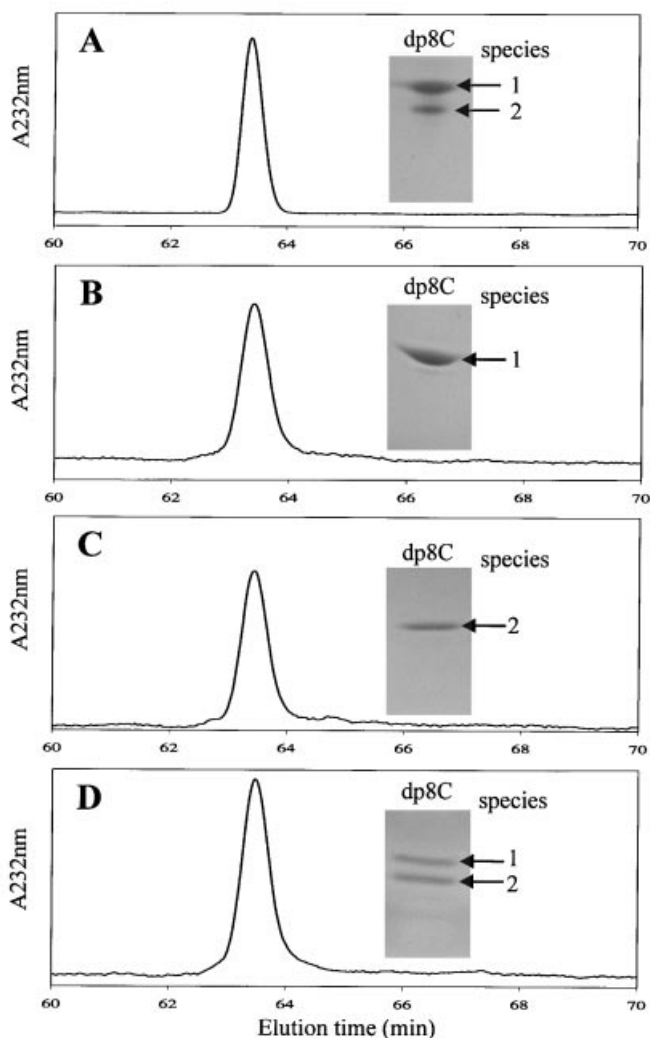 A
dp8C species
1
2
A232nm
60 62 64 66 68 70
B
dp8C species
1
A232nm
60 62 64 66 68 70
C
dp8C species
2
A232nm
60 62 64 66 68 70
D
dp8C species
1
2
A232nm
60 62 64 66 68 70
Elution time (min)